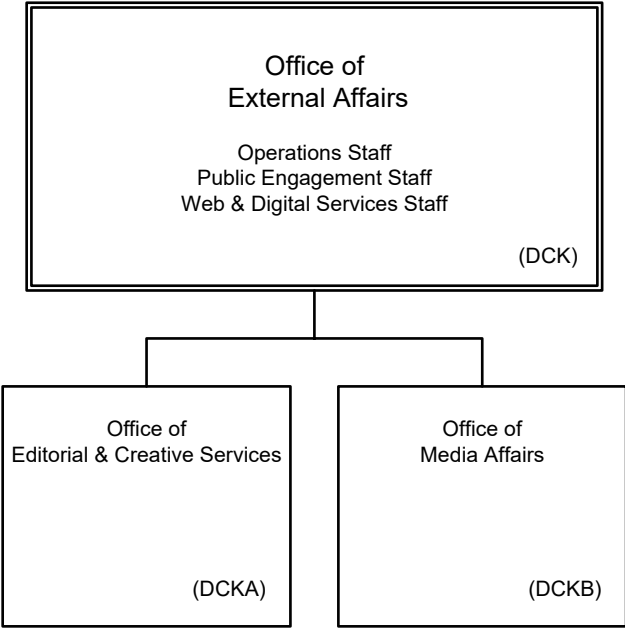 Office of
External Affairs
Operations Staff
Public Engagement Staff
Web & Digital Services Staff
(DCK)
Office of
Editorial & Creative Services
(DCKA)
Office of
Media Affairs
(DCKB)